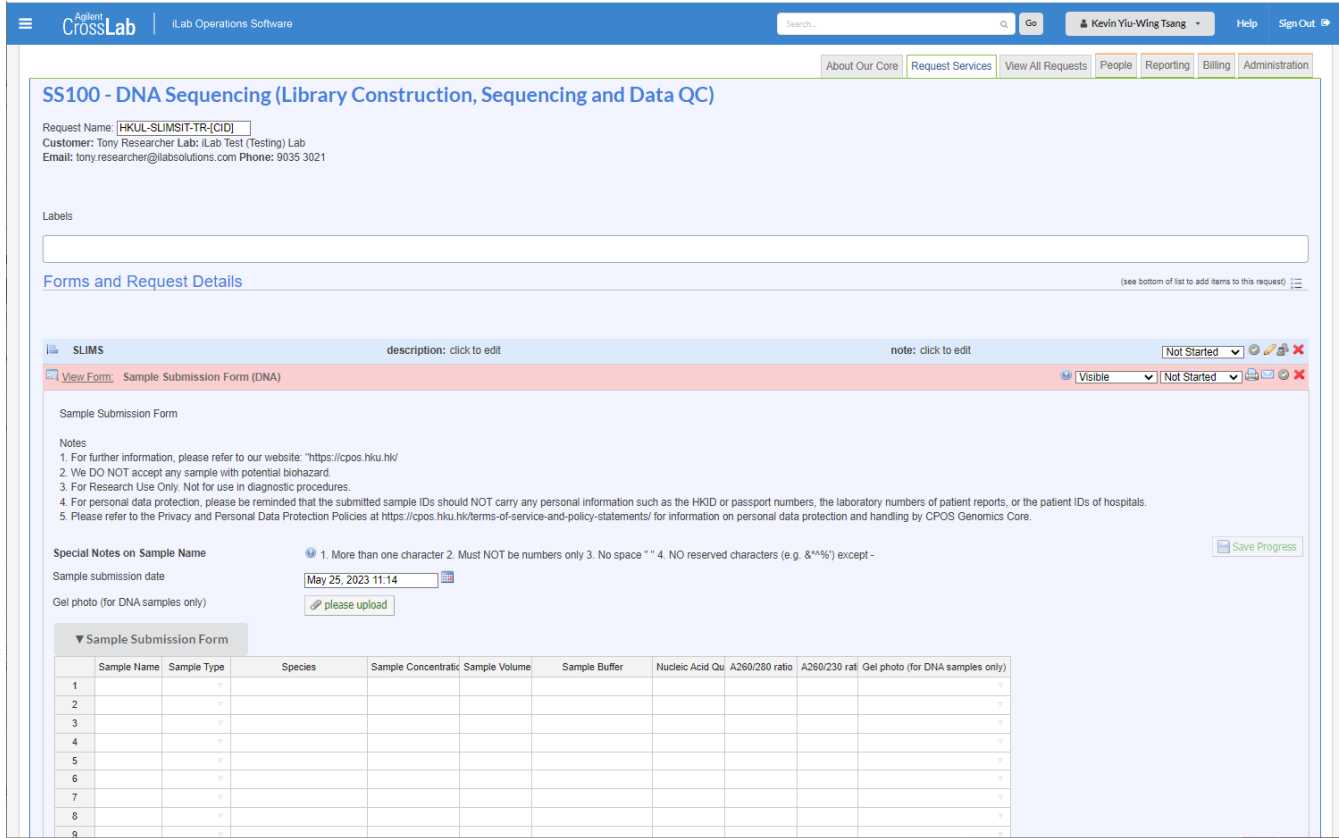 Agilent
CrossLab
iLab Operations Software
Search...
Go
Kevin Yiu-Wing Tsang
Help
Sign Out
About Our Core
Request Services
View All Requests
People
Reporting
Billing
Administration
SS100 - DNA Sequencing (Library Construction, Sequencing and Data QC)
Request Name: HKUL-SLIMSIT-TR-[CID]
Customer: Tony Researcher Lab: iLab Test (Testing) Lab
Email: tony.researcher@ilabsolutions.com Phone: 9035 3021
Labels
Forms and Request Details
(see bottom of list to add items to this request)
SLIMS
description: click to edit
note: click to edit
Not Started
View Form: Sample Submission Form (DNA)
Visible
Not Started
Sample Submission Form
Notes
1. For further information, please refer to our website: "https://cpos.hku.hk/
2. We DO NOT accept any sample with potential biohazard.
3. For Research Use Only. Not for use in diagnostic procedures.
4. For personal data protection, please be reminded that the submitted sample IDs should NOT carry any personal information such as the HKID or passport numbers, the laboratory numbers of patient reports, or the patient IDs of hospitals.
5. Please refer to the Privacy and Personal Data Protection Policies at https://cpos.hku.hk/terms-of-service-and-policy-statements/ for information on personal data protection and handling by CPOS Genomics Core.
Special Notes on Sample Name
1. More than one character 2. Must NOT be numbers only 3. No space " " 4. NO reserved characters (e.g. &*^%') except -
Save Progress
Sample submission date
May 25, 2023 11:14
Gel photo (for DNA samples only)
please upload
▼Sample Submission Form
Sample Name
Sample Type
Species
Sample Concentratic
Sample Volume
Sample Buffer
Nucleic Acid Qu
A260/280 ratio
A260/230 rati
Gel photo (for DNA samples only)
1
2
3
4
5
6
7
8
9